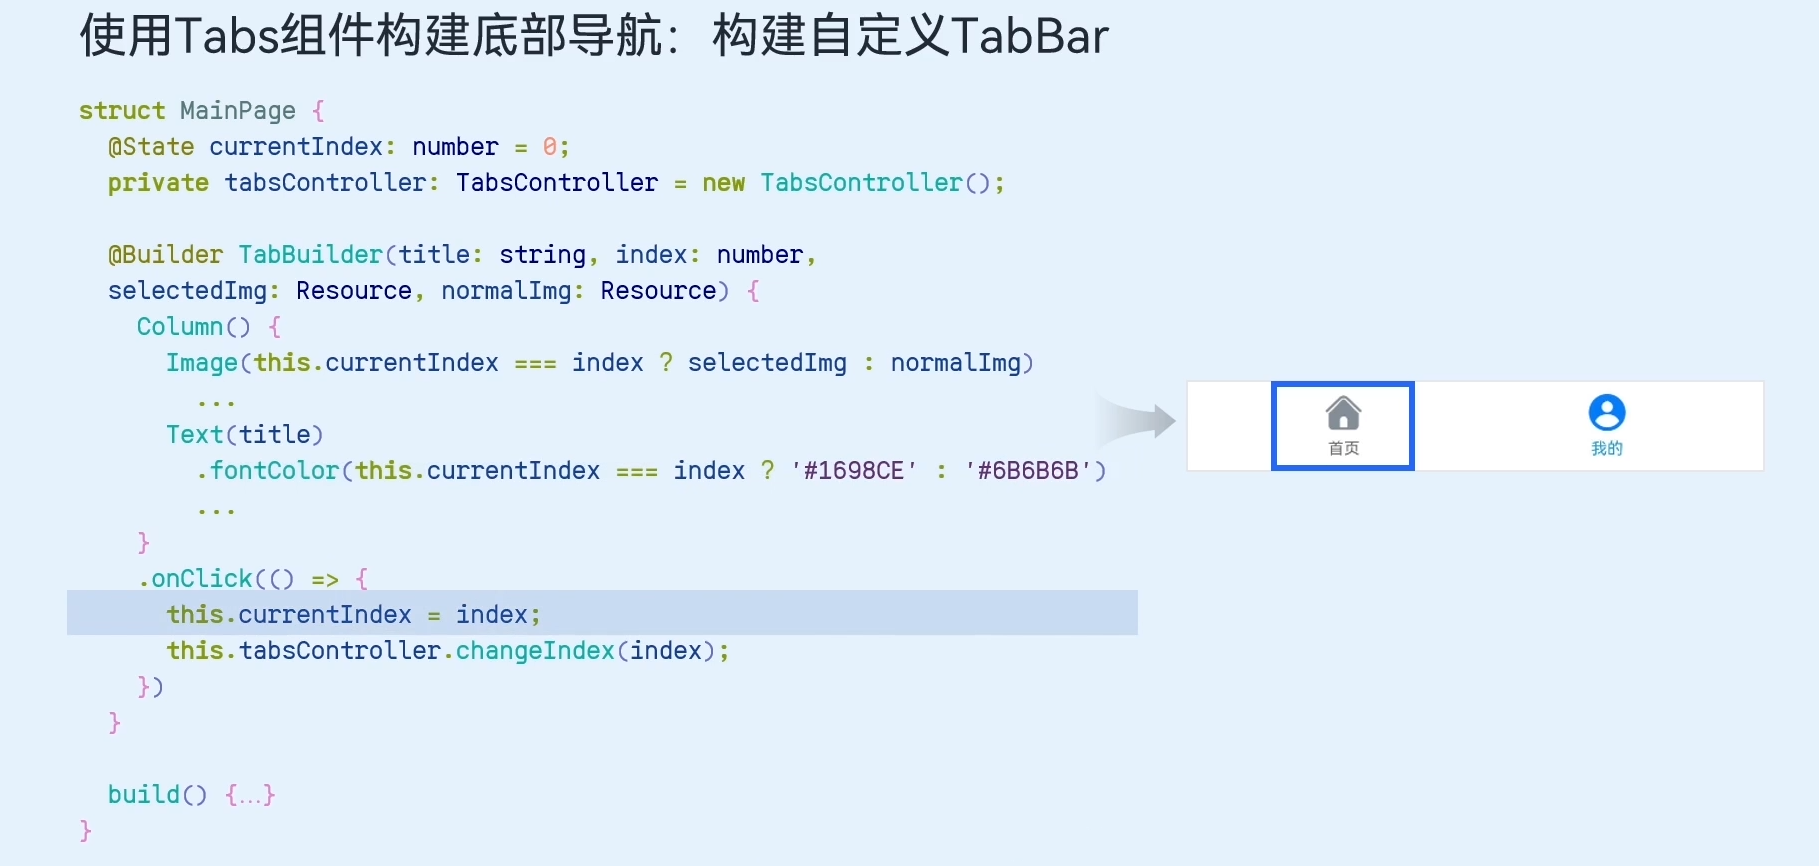 使用Tabs组件构建底部导航：构建自定义TabBar
struct MainPage {
  @State currentIndex: number = 0;
  private tabsController: TabsController = new TabsController();

  @Builder TabBuilder(title: string, index: number,
  selectedImg: Resource, normalImg: Resource) {
    Column() {
      Image(this.currentIndex === index ? selectedImg : normalImg)
        ...
      Text(title)
        .fontColor(this.currentIndex === index ? '#1698CE' : '#6B6B6B')
        ...
    }
    .onClick(() => {
      this.currentIndex = index;
      this.tabsController.changeIndex(index);
    })
  }

  build() {...}
}
首页
我的